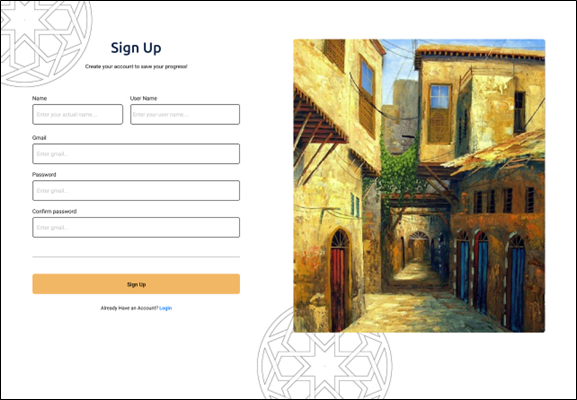 Sign Up
Create your account to save your progress!
Name
User Name
Enter your actual name...
Enter your user name...
Gmail
Enter gmail...
Password
Enter gmail...
Confirm password
Enter gmail...
Sign Up
Already Have an Account? Login